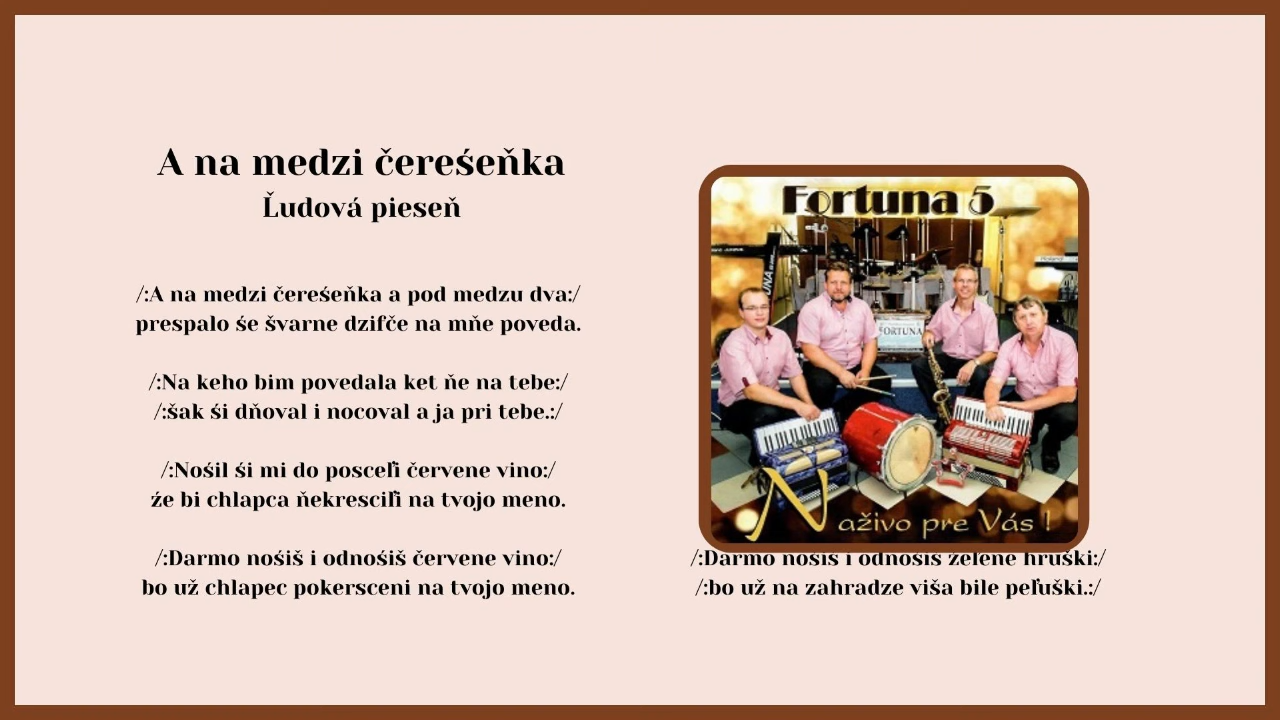 A na medzi čereśeňka
Ľudová pieseň
/:A na medzi čereśeňka a pod medzu dva:/
prespalo śe švarne dzifče na mňe poveda.
/:Na keho bim povedala ket ňe na tebe:/
/:šak śi dňoval i nocoval a ja pri tebe.:/
/:Nośil śi mi do posceľi červene vino:/
źe bi chlapca ňekresciľi na tvojo meno.
/:Darmo nośiš i odnośiš červene vino:/
bo už chlapec pokersceni na tvojo meno.
Fortuna 5
Roland
FORTUNA
Naživo pre Vás !
/:Darmo nośiš i odnośiš źelene hruški:/
/:bo už na zahradze viša bile peľuški.:/